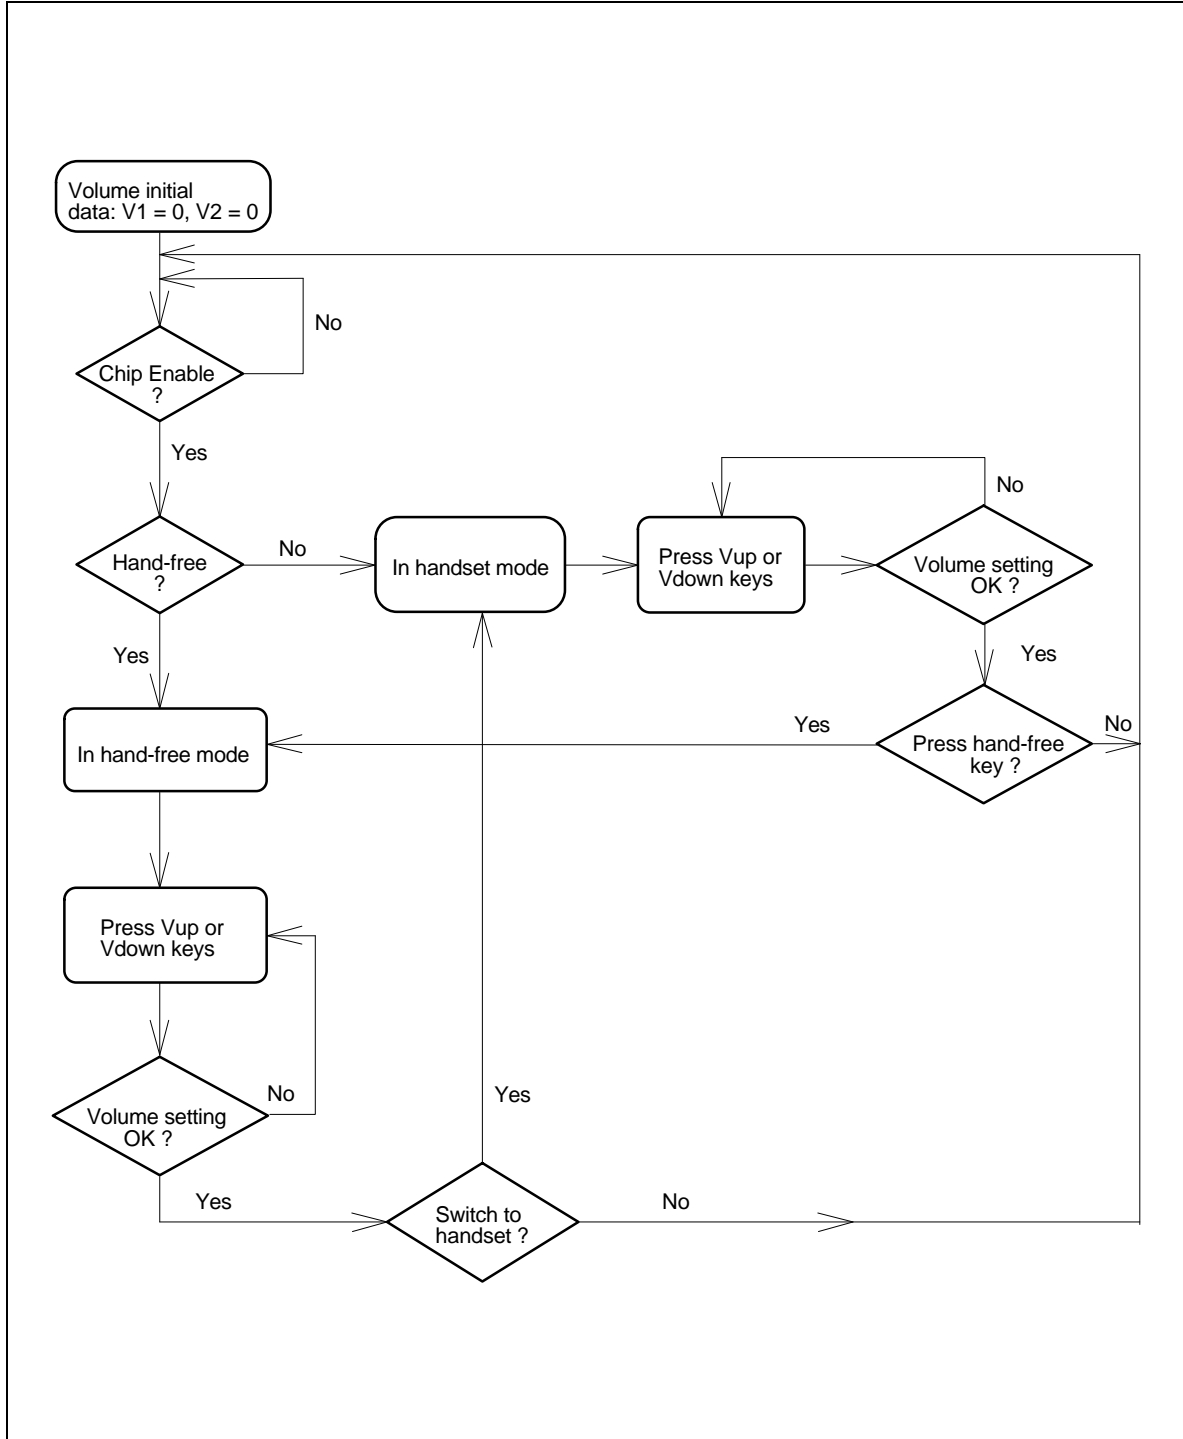 Volume initial
data: V1 = 0, V2 = 0
No
Chip Enable
?
Yes
No
Hand-free
?
No
In handset mode
Press Vup or
Vdown keys
Volume setting
OK ?
Yes
Yes
Yes
No
In hand-free mode
Press hand-free
key ?
Press Vup or
Vdown keys
No
Yes
Volume setting
OK ?
Yes
No
Switch to
handset ?